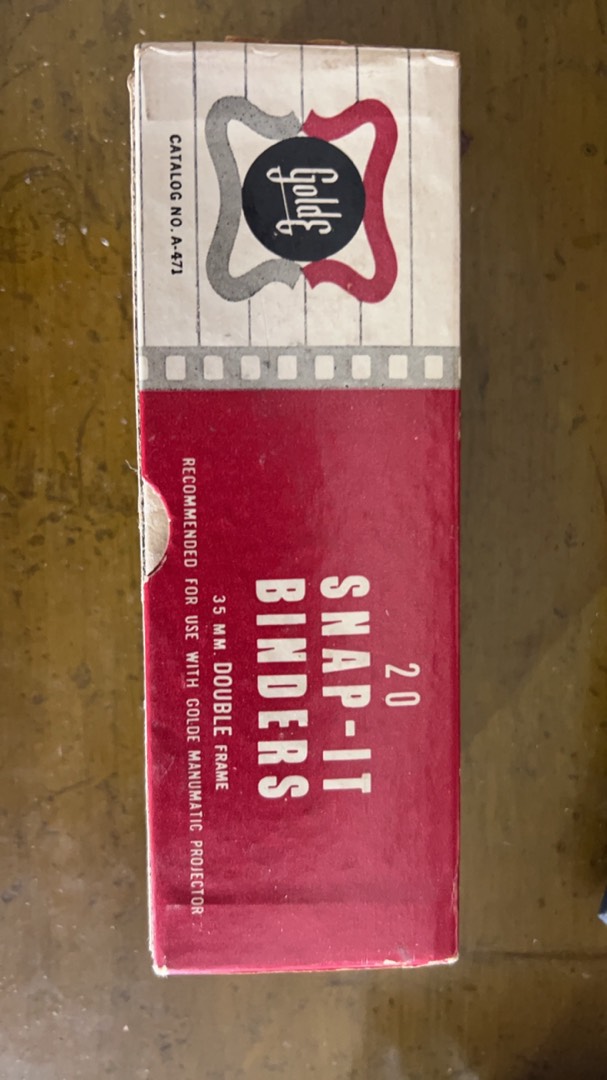 GoldE
CATALOG NO. A-471
20
SNAP-IT
BINDERS
35 MM. DOUBLE FRAME
RECOMMENDED FOR USE WITH GOLDE MANUMATIC PROJECTOR